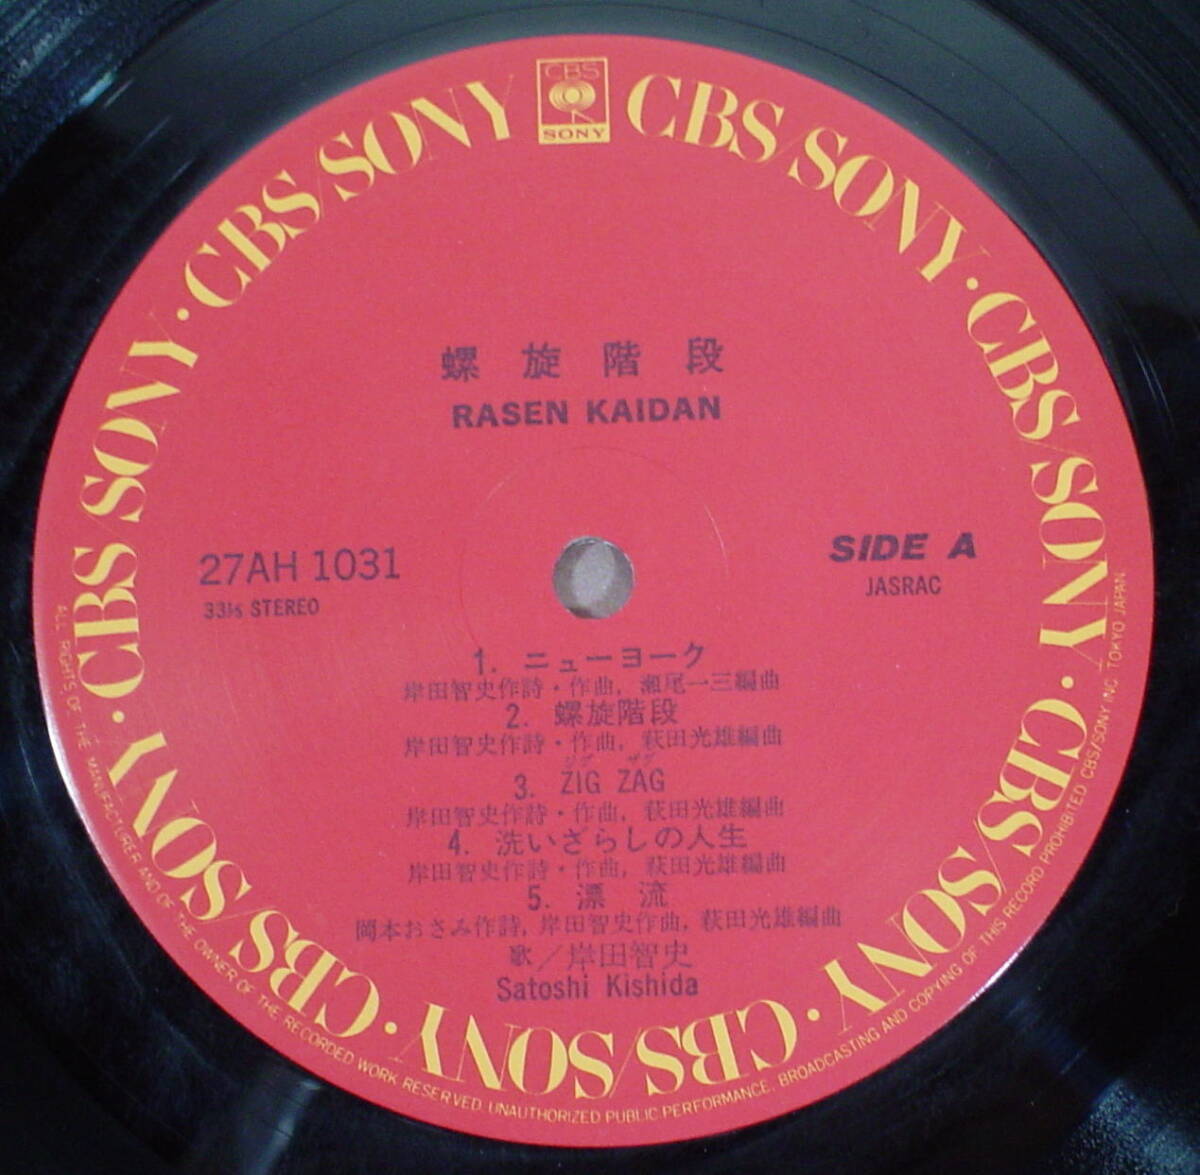 CBS
SONY
CBS/SONY · CBS/SONY · CBS/SONY · CBS/SONY · CBS/SONY · CBS/SONY · CBS/SONY · CBS/SONY
螺旋階段
RASEN KAIDAN
27AH 1031
33⅓ STEREO
SIDE A
JASRAC
1. ニューヨーク
岸田智史作詩・作曲, 瀬尾一三編曲
2. 螺旋階段
岸田智史作詩・作曲, 萩田光雄編曲
ジグ ザグ
3. ZIG ZAG
岸田智史作詩・作曲, 萩田光雄編曲
4. 洗いざらしの人生
岸田智史作詩・作曲, 萩田光雄編曲
5. 漂流
岡本おさみ作詩, 岸田智史作曲, 萩田光雄編曲
歌/岸田智史
Satoshi Kishida
ALL RIGHTS OF THE MANUFACTURER AND OF THE OWNER OF THE RECORDED WORK RESERVED. UNAUTHORIZED PUBLIC PERFORMANCE, BROADCASTING AND COPYING OF THIS RECORD PROHIBITED CBS/SONY INC. TOKYO JAPAN.